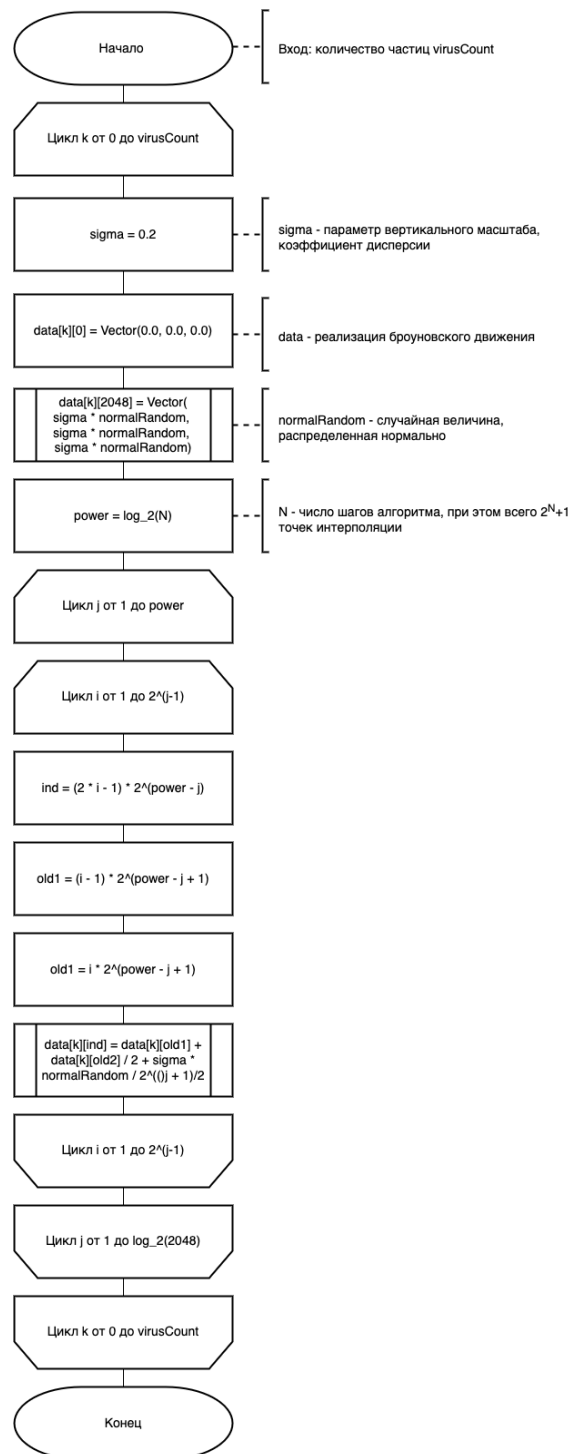 Начало
Вход: количество частиц virusCount
Цикл k от 0 до virusCount
sigma = 0.2
sigma - параметр вертикального масштаба,
коэффициент дисперсии
data[k][0] = Vector(0.0, 0.0, 0.0)
data - реализация броуновского движения
data[k][2048] = Vector(
sigma * normalRandom,
sigma * normalRandom,
sigma * normalRandom)
normalRandom - случайная величина,
распределенная нормально
power = log_2(N)
N - число шагов алгоритма, при этом всего 2^N+1
точек интерполяции
Цикл j от 1 до power
Цикл i от 1 до 2^(j-1)
ind = (2 * i - 1) * 2^(power - j)
old1 = (i - 1) * 2^(power - j + 1)
old1 = i * 2^(power - j + 1)
data[k][ind] = data[k][old1] +
data[k][old2] / 2 + sigma *
normalRandom / 2^(()j + 1)/2
Цикл i от 1 до 2^(j-1)
Цикл j от 1 до log_2(2048)
Цикл k от 0 до virusCount
Конец